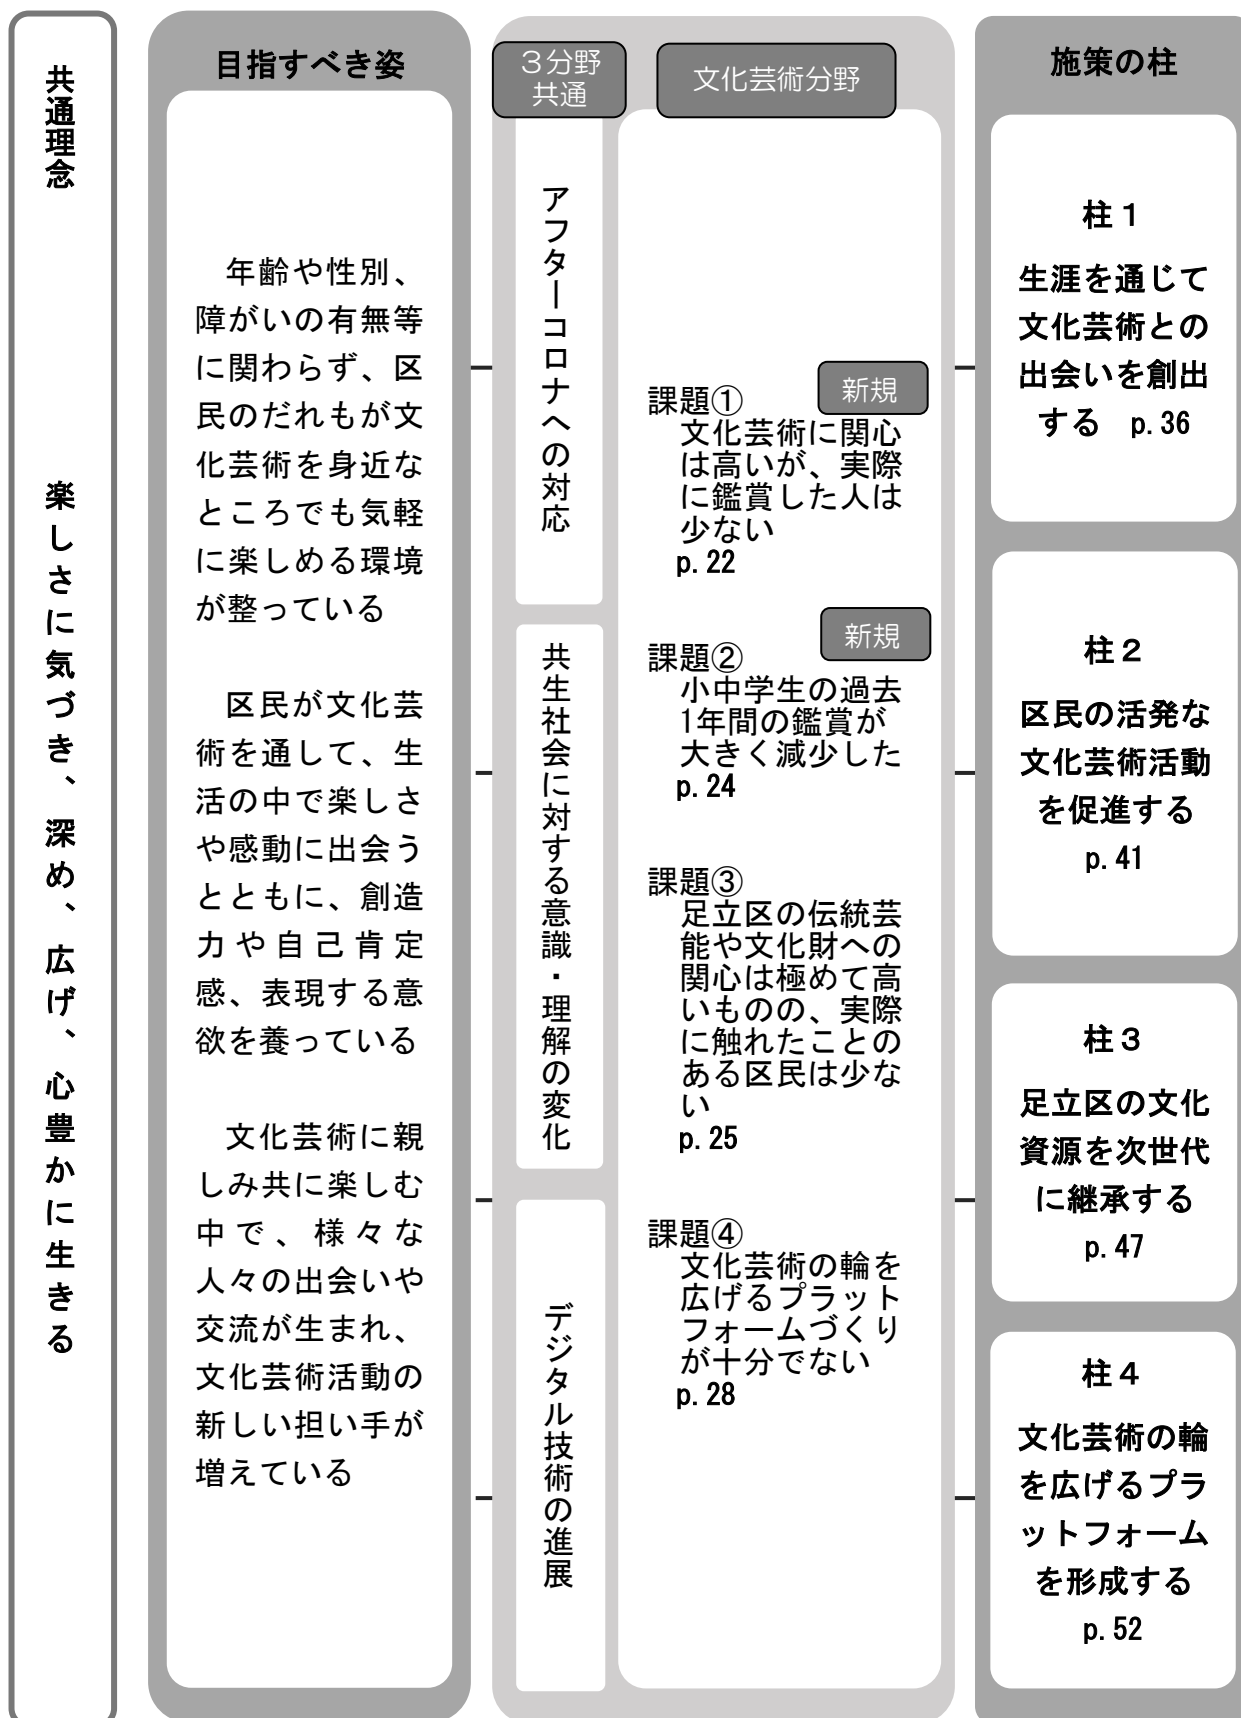 共通理念
楽しさに気づき、深め、広げ、心豊かに生きる
目指すべき姿
年齢や性別、
障がいの有無等
に関わらず、区
民のだれもが文
化芸術を身近な
ところでも気軽
に楽しめる環境
が整っている
区民が文化芸
術を通して、生
活の中で楽しさ
や感動に出会う
とともに、創造
力や自己肯定
感、表現する意
欲を養っている
文化芸術に親
しみ共に楽しむ
中で、様々な
人々の出会いや
交流が生まれ、
文化芸術活動の
新しい担い手が
増えている
３分野
共通
アフターコロナへの対応
共生社会に対する意識・理解の変化
デジタル技術の進展
文化芸術分野
課題①
新規
文化芸術に関心
は高いが、実際
に鑑賞した人は
少ない
p.22
課題②
新規
小中学生の過去
1年間の鑑賞が
大きく減少した
p.24
課題③
足立区の伝統芸
能や文化財への
関心は極めて高
いものの、実際
に触れたことの
ある区民は少な
い
p.25
課題④
文化芸術の輪を
広げるプラット
フォームづくり
が十分でない
p.28
施策の柱
柱１
生涯を通じて
文化芸術との
出会いを創出
する　p.36
柱２
区民の活発な
文化芸術活動
を促進する
p.41
柱３
足立区の文化
資源を次世代
に継承する
p.47
柱４
文化芸術の輪
を広げるプラ
ットフォーム
を形成する
p.52